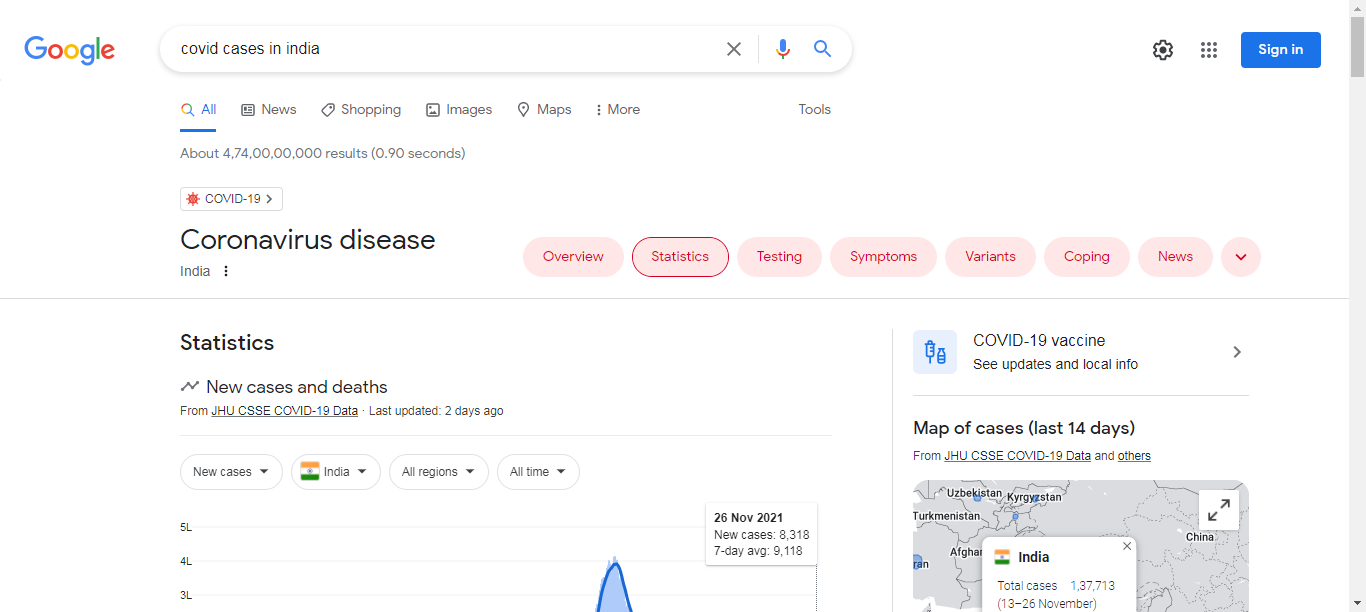 Google
covid cases in india
Sign in
All News Shopping Images Maps More Tools
About 4,74,00,00,000 results (0.90 seconds)
COVID-19
Coronavirus disease
India
Overview Statistics Testing Symptoms Variants Coping News
Statistics
New cases and deaths
From JHU CSSE COVID-19 Data · Last updated: 2 days ago
New cases India All regions All time
5L
4L
3L
26 Nov 2021
New cases: 8,318
7-day avg: 9,118
COVID-19 vaccine
See updates and local info
Map of cases (last 14 days)
From JHU CSSE COVID-19 Data and others
Uzbekistan Kyrgyzstan
Turkmenistan
China
India
Total cases 1,37,713
(13–26 November)